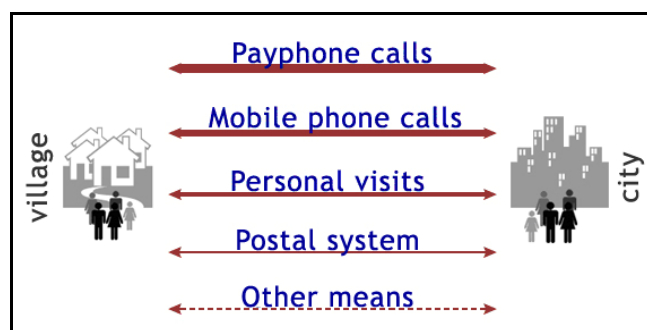 Payphone calls
Mobile phone calls
village
Personal visits
city
Postal system
Other means